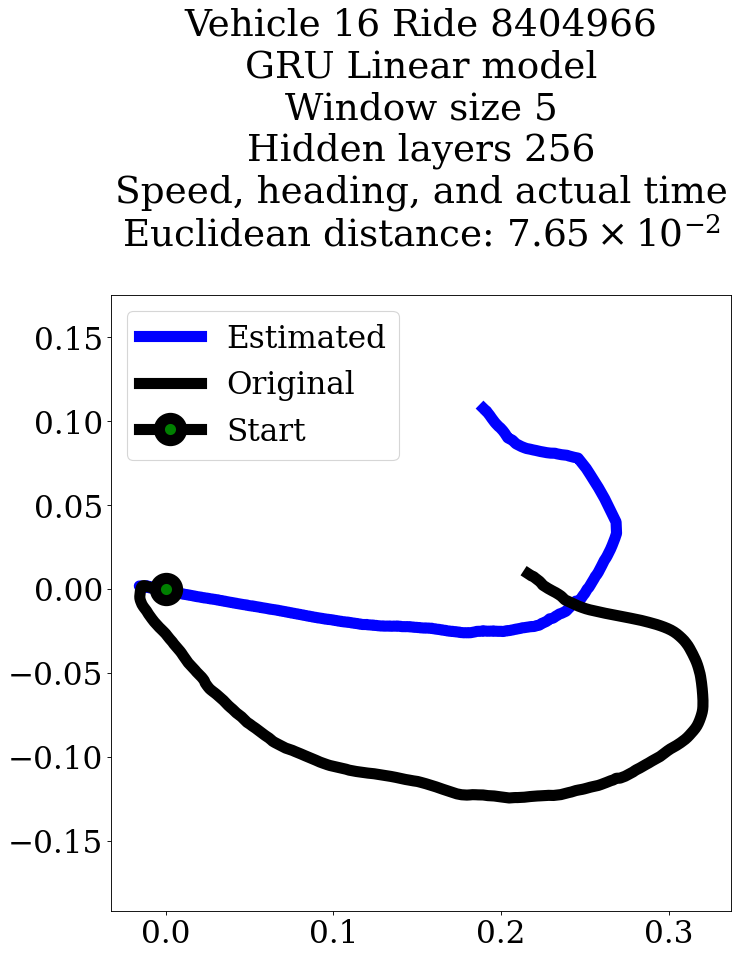 Vehicle 16 Ride 8404966
GRU Linear model
Window size 5
Hidden layers 256
Speed, heading, and actual time
Euclidean distance: 7.65 × 10⁻²
Estimated
Original
Start
0.15
0.10
0.05
0.00
−0.05
−0.10
−0.15
0.0 0.1 0.2 0.3